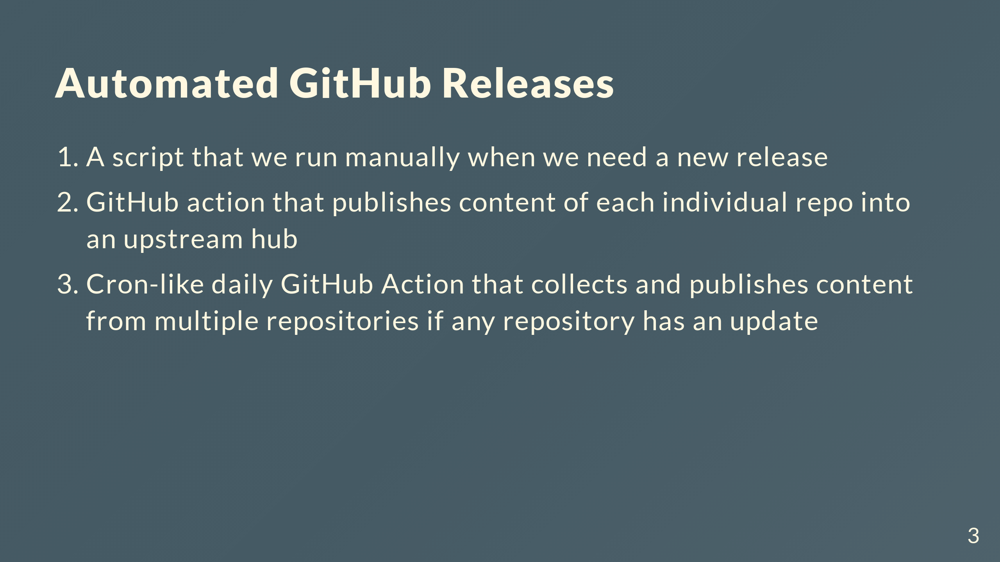 Automated GitHub Releases
1. A script that we run manually when we need a new release
2. GitHub action that publishes content of each individual repo into
an upstream hub
3. Cron-like daily GitHub Action that collects and publishes content
from multiple repositories if any repository has an update
3